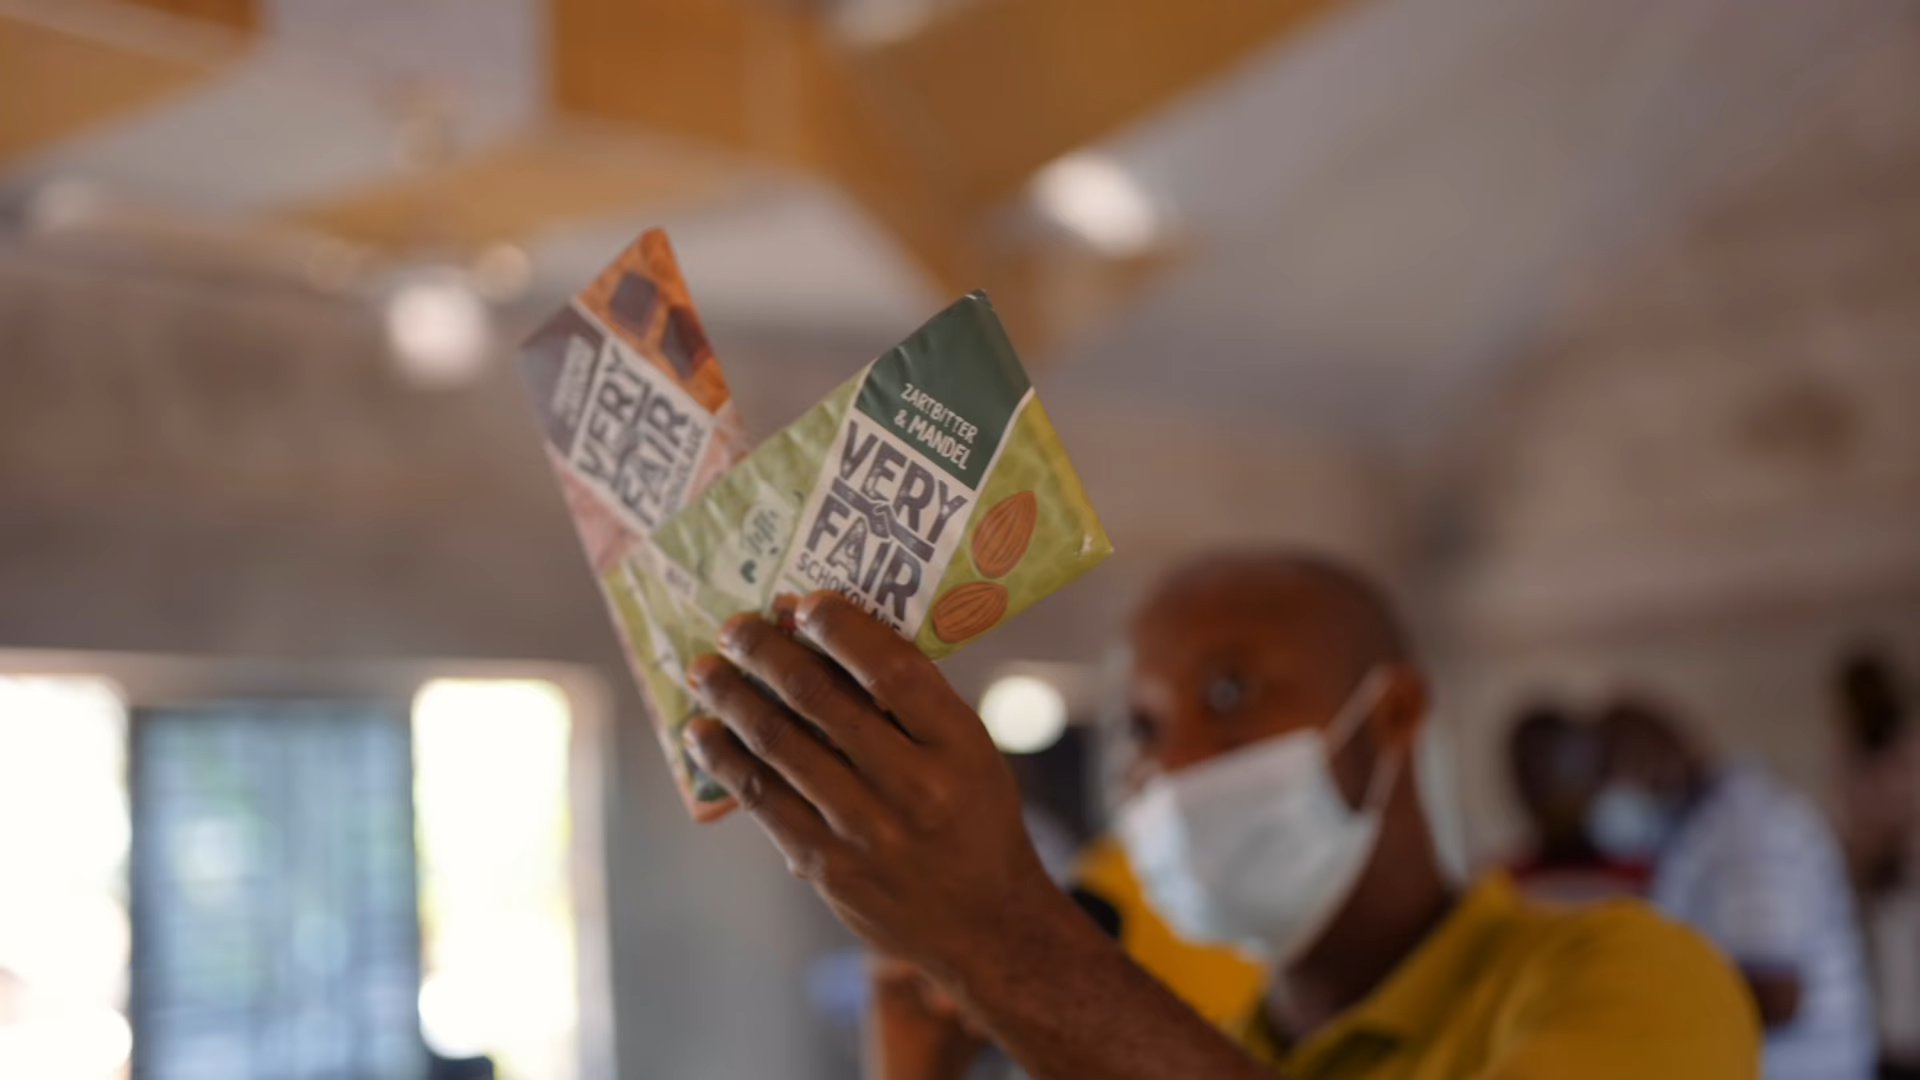 VERY
FAIR
ZARTBITTER
& MANDEL
VERY
FAIR
SCHOKOLADE